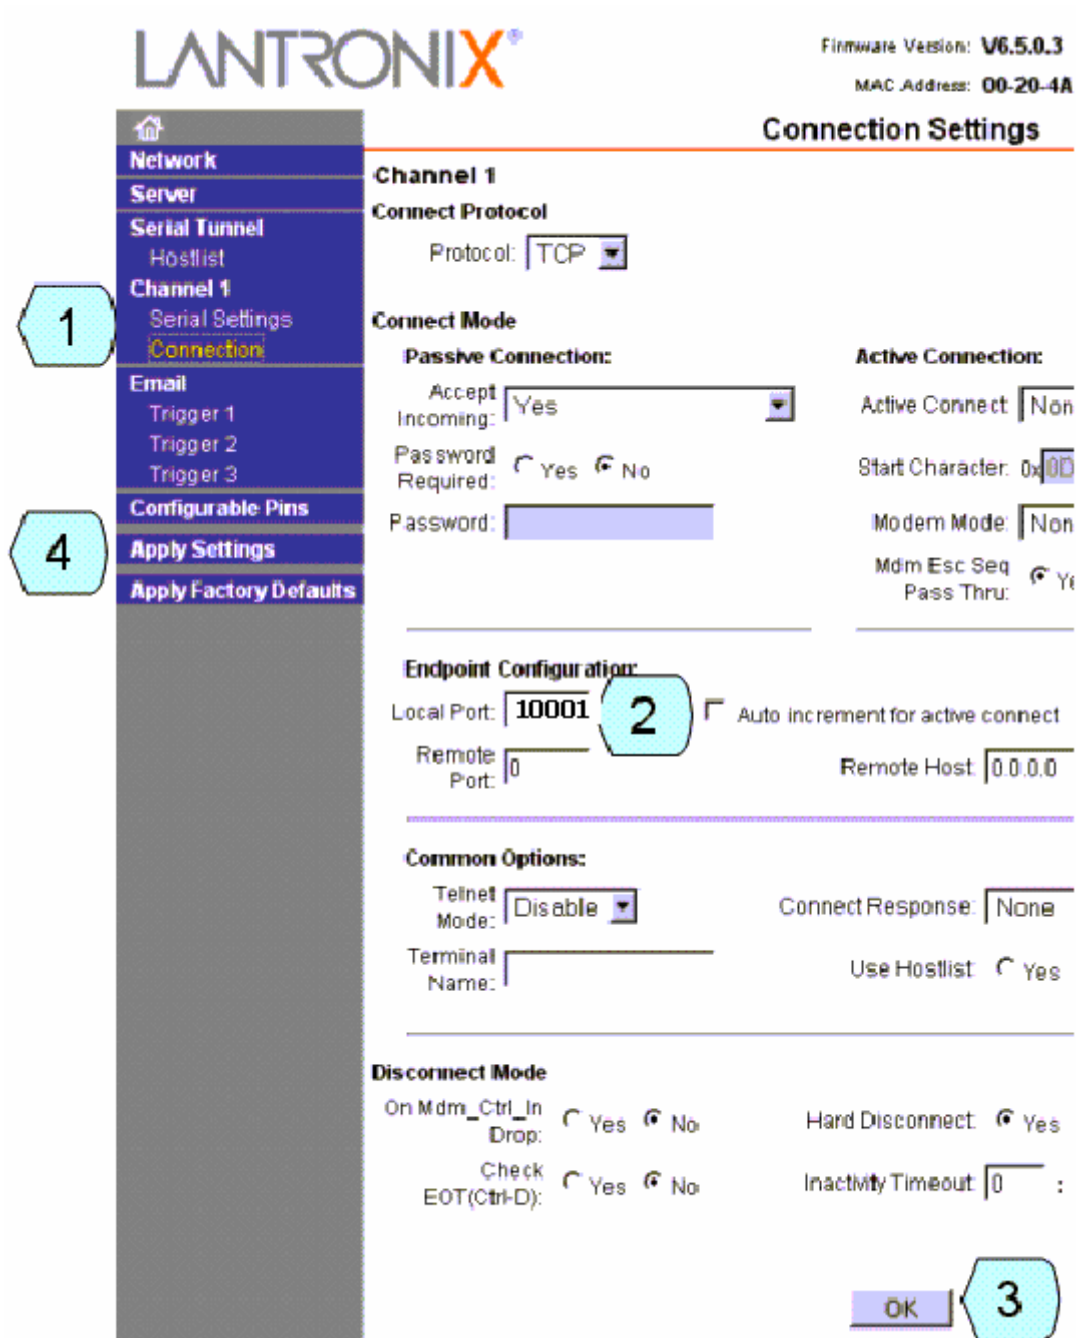 LANTRONIX®
Firmware Version: V6.5.0.3
MAC Address: 00-20-4A
Connection Settings
Network
Server
Serial Tunnel
Hostlist
Channel 1
Serial Settings
Connection
Email
Trigger 1
Trigger 2
Trigger 3
Configurable Pins
Apply Settings
Apply Factory Defaults
1
4
Channel 1
Connect Protocol
Protocol: TCP
Connect Mode
Passive Connection:
Active Connection:
Accept Incoming: Yes
Active Connect: Non
Password Required: Yes No
Start Character: 0x 0D
Password:
Modem Mode: Non
Mdm Esc Seq Pass Thru: Ye
Endpoint Configuration:
Local Port: 10001
2
Auto increment for active connect
Remote Port: 0
Remote Host: 0.0.0.0
Common Options:
Telnet Mode: Disable
Connect Response: None
Terminal Name:
Use Hostlist: Yes
Disconnect Mode
On Mdm_Ctrl_In Drop: Yes No
Hard Disconnect: Yes
Check EOT(Ctrl-D): Yes No
Inactivity Timeout: 0 :
OK
3